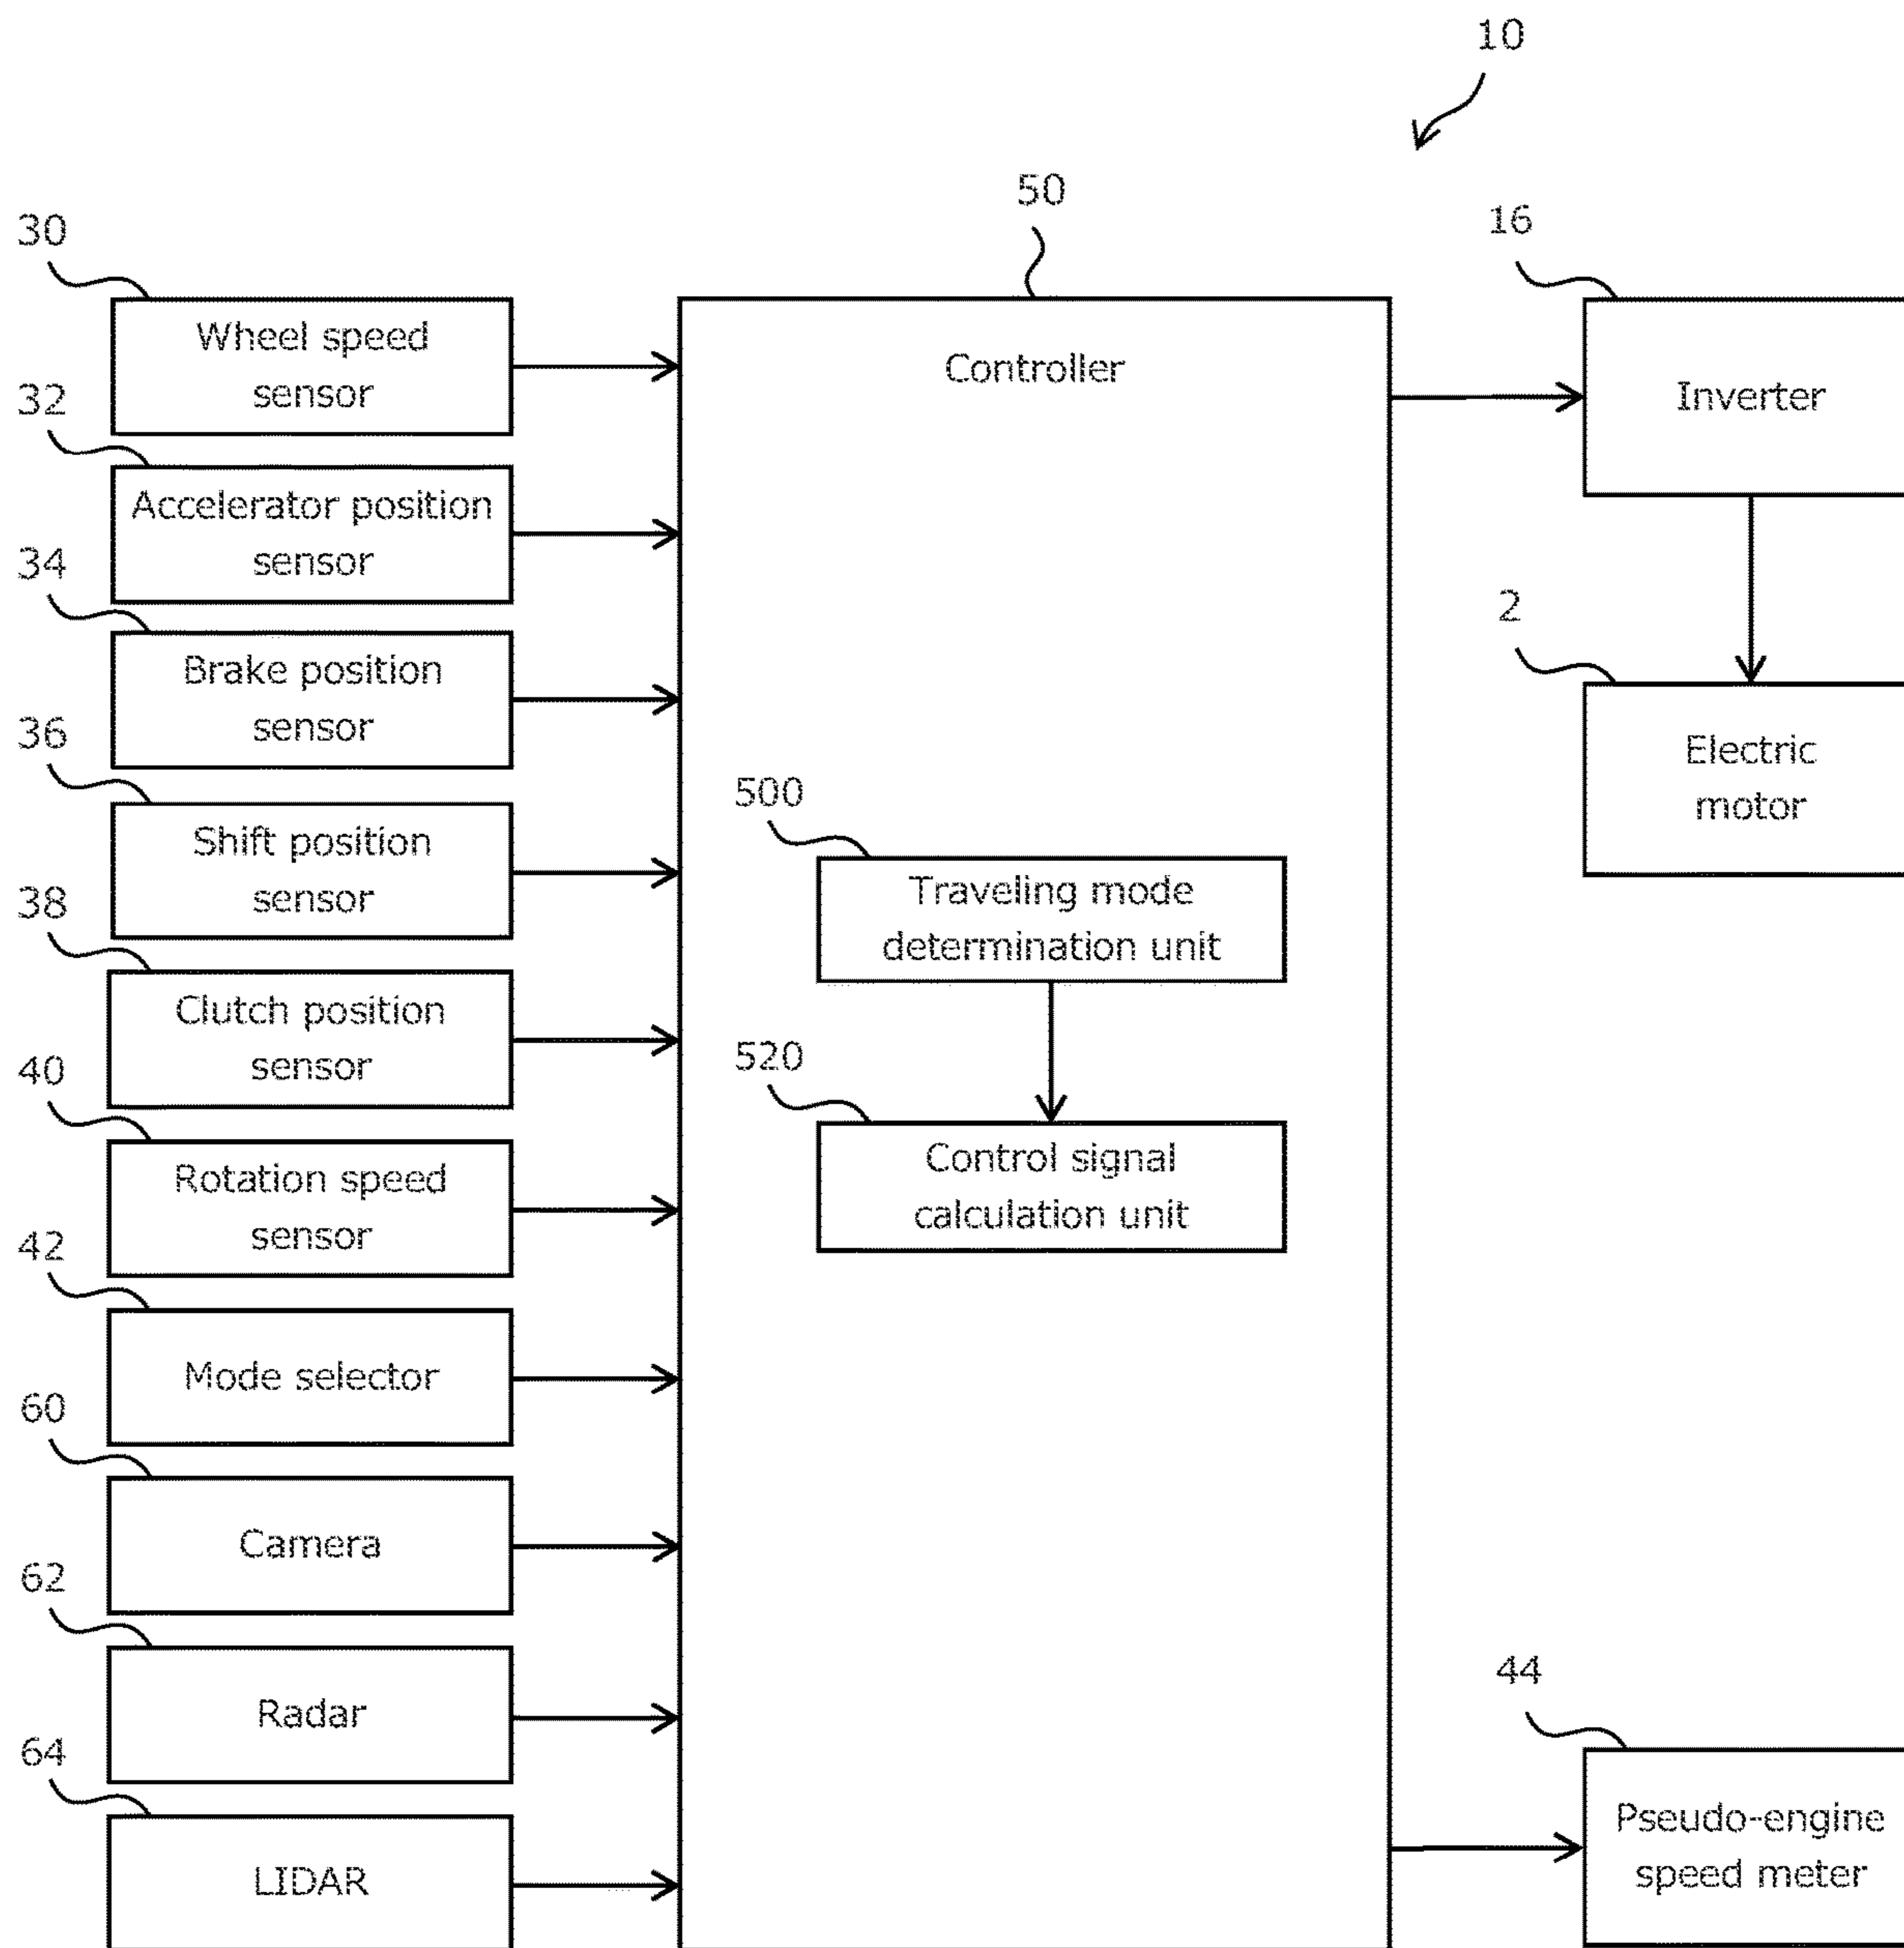 10
50
16
30
Wheel speed
sensor
Controller
Inverter
32
Accelerator position
sensor
34
Brake position
sensor
2
Electric
motor
36
Shift position
sensor
500
Traveling mode
determination unit
38
Clutch position
sensor
520
Control signal
calculation unit
40
Rotation speed
sensor
42
Mode selector
60
Camera
62
Radar
44
Pseudo-engine
speed meter
64
LIDAR